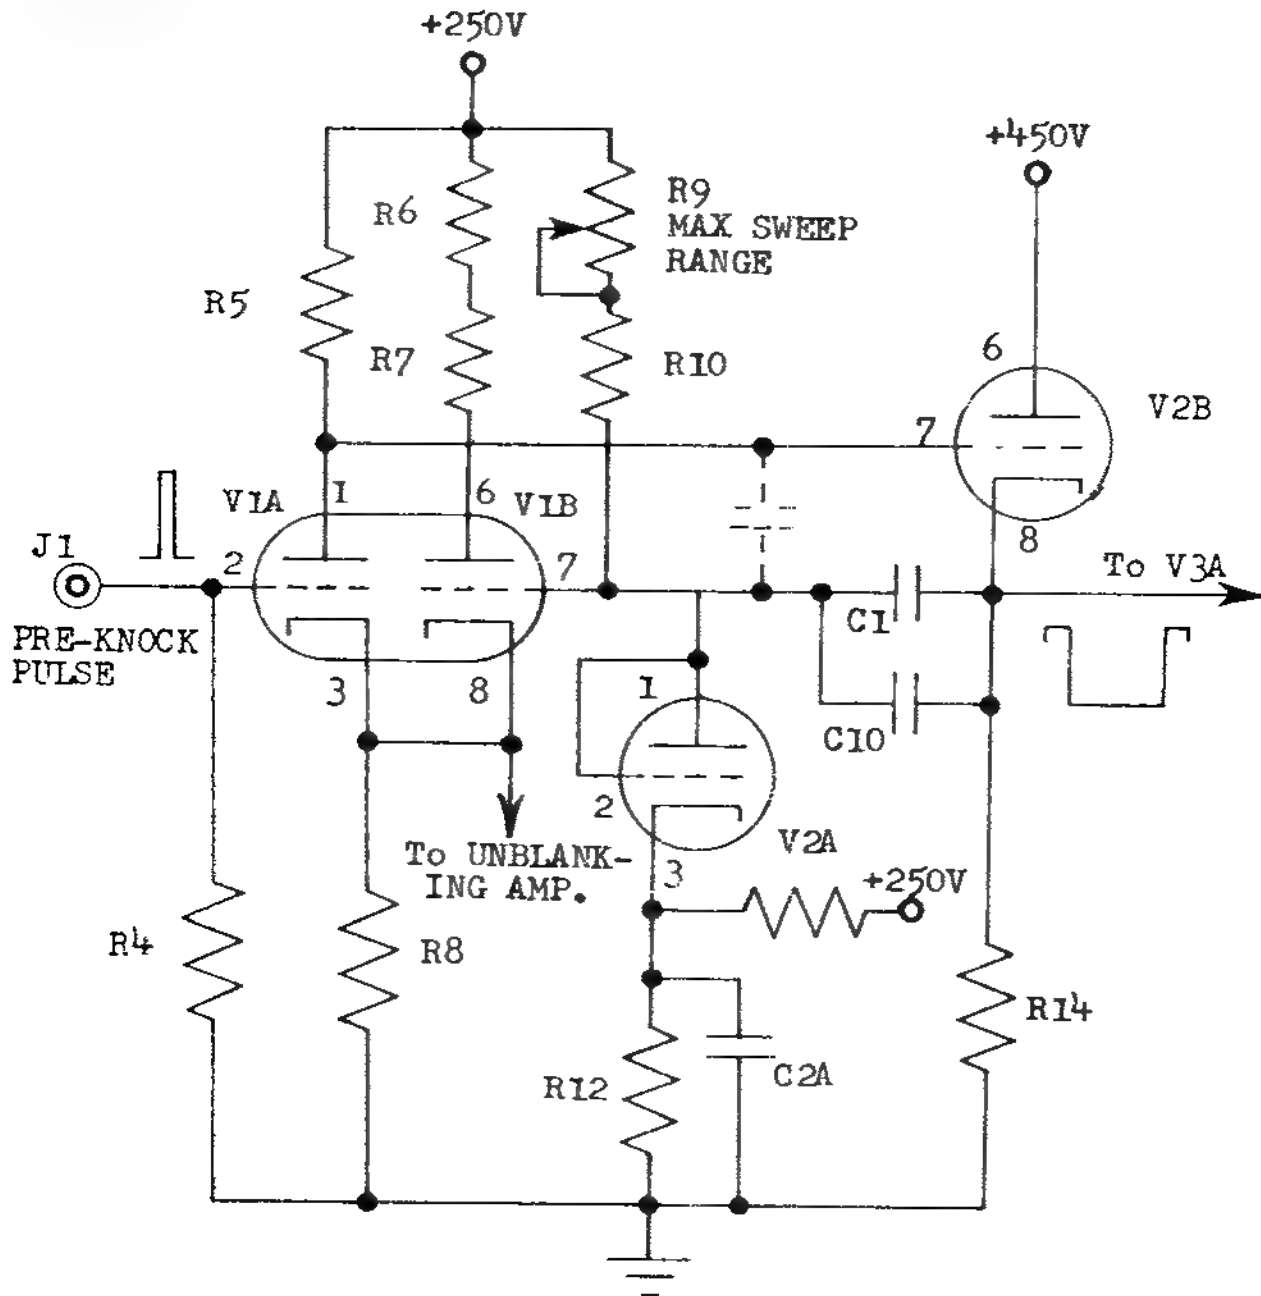 +250V
+450V
R6
R9
MAX SWEEP
RANGE
R5
R7
R10
6
V2B
7
V1A
1
6
V1B
8
J1
2
7
To V3A
PRE-KNOCK
PULSE
C1
3
8
1
C10
2
V2A
To UNBLANK-
ING AMP.
3
+250V
R4
R8
R14
R12
C2A